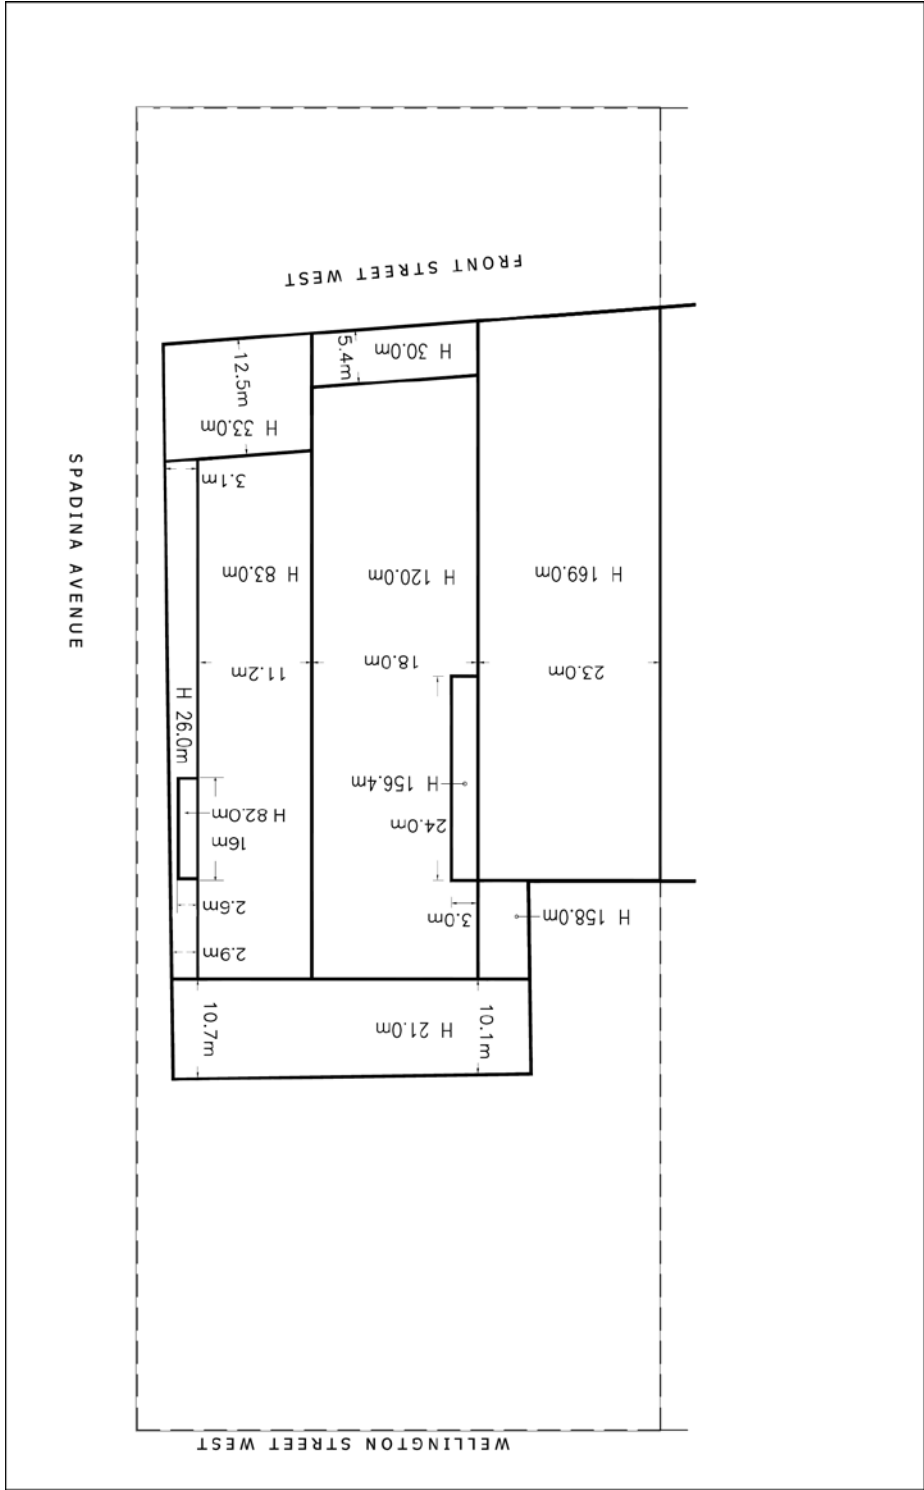 FRONT STREET WEST
5.4m
H 30.0m
12.5m
H 33.0m
3.1m
SPADINA AVENUE
H 83.0m
H 120.0m
H 169.0m
11.2m
18.0m
23.0m
H 26.0m
H 156.4m
H 82.0m
24.0m
16m
2.6m
3.0m
H 158.0m
2.9m
10.7m
H 21.0m
10.1m
WELLINGTON STREET WEST